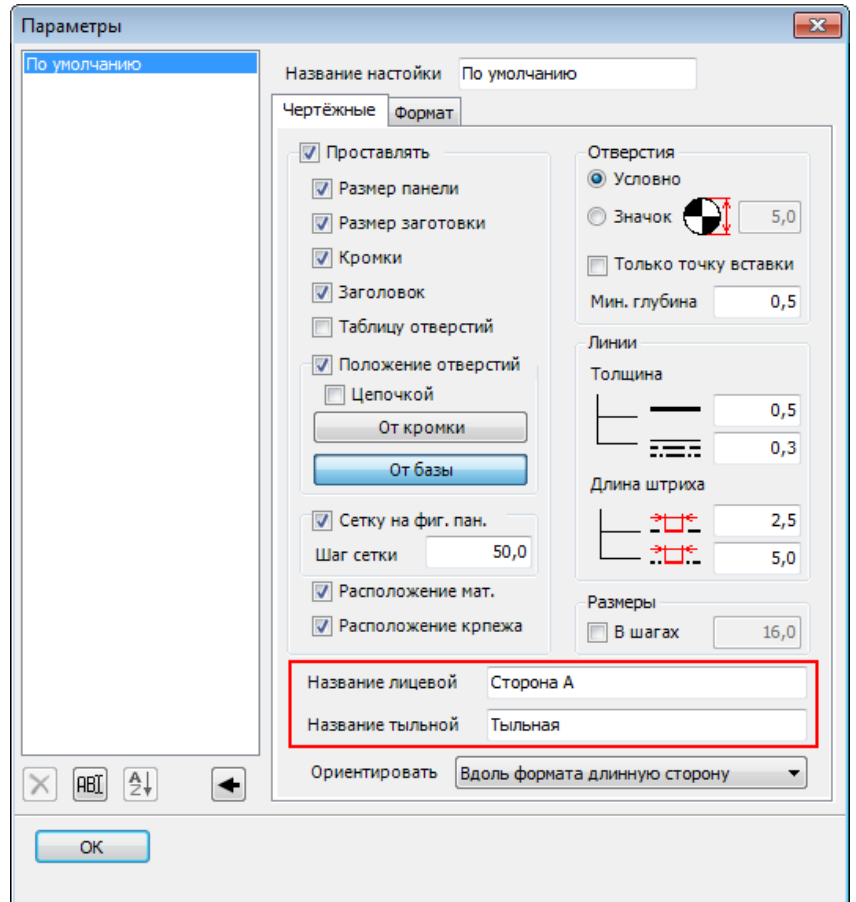 Параметры
По умолчанию
Название настойки По умолчанию
Чертёжные Формат
Проставлять
Размер панели
Размер заготовки
Кромки
Заголовок
Таблицу отверстий
Положение отверстий
Цепочкой
От кромки
От базы
Сетку на фиг. пан.
Шаг сетки 50,0
Расположение мат.
Расположение крпежа
Отверстия
Условно
Значок 5,0
Только точку вставки
Мин. глубина 0,5
Линии
Толщина
0,5
0,3
Длина штриха
2,5
5,0
Размеры
В шагах 16,0
Название лицевой Сторона А
Название тыльной Тыльная
Ориентировать Вдоль формата длинную сторону
ABI
A
Z
OK